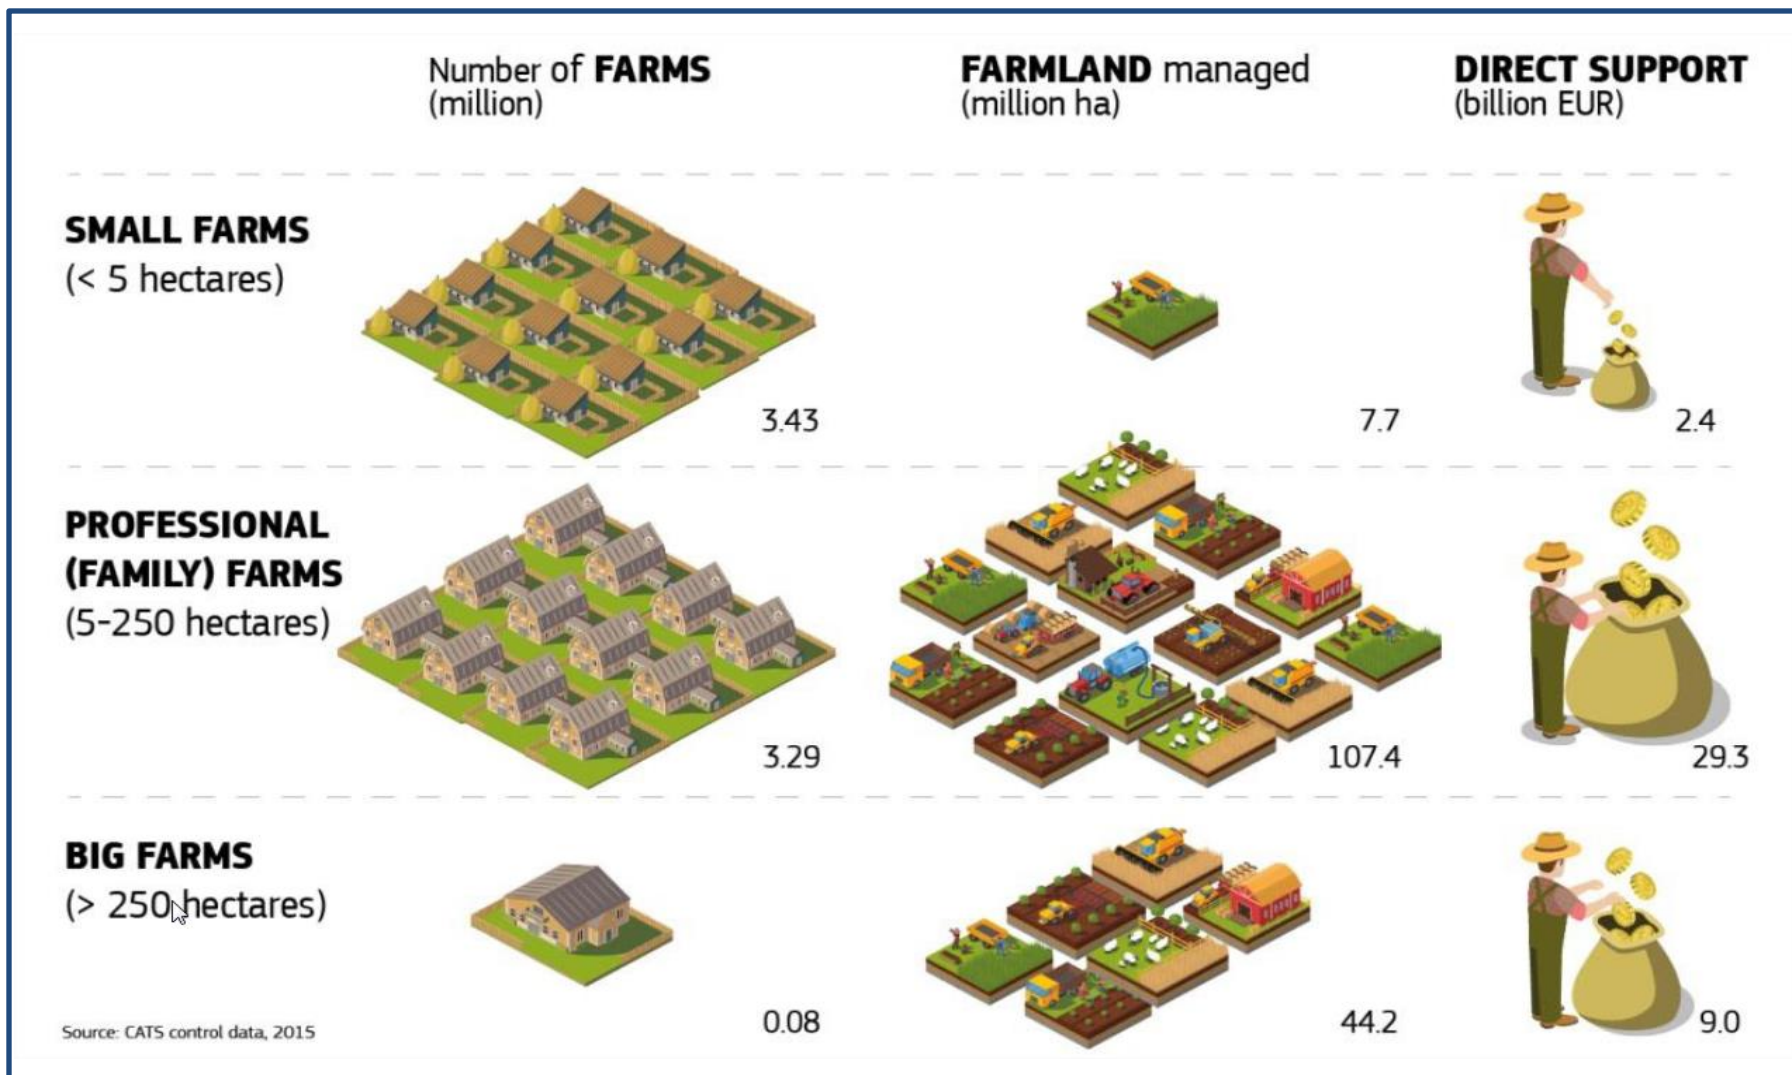 Number of FARMS
(million)
FARMLAND managed
(million ha)
DIRECT SUPPORT
(billion EUR)
SMALL FARMS
(< 5 hectares)
3.43
7.7
2.4
PROFESSIONAL
(FAMILY) FARMS
(5-250 hectares)
3.29
107.4
29.3
BIG FARMS
(> 250 hectares)
0.08
44.2
9.0
Source: CATS control data, 2015